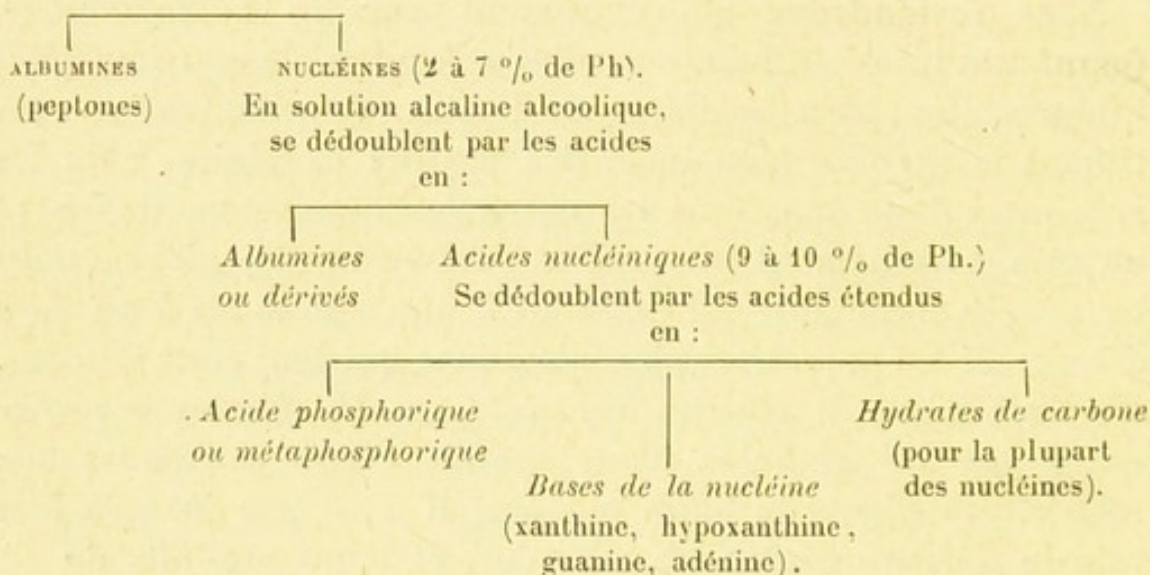 ALBUMINES
(peptones)
NUCLÉINES (2 à 7 % de Ph).
En solution alcaline alcoolique,
se dédoublent par les acides
en :
Albumines
ou dérivés
Acides nucléiniques (9 à 10 % de Ph.)
Se dédoublent par les acides étendus
en :
Acide phosphorique
ou métaphosphorique
Bases de la nucléine
(xanthine, hypoxanthine,
guanine, adénine).
Hydrates de carbone
(pour la plupart
des nucléines).